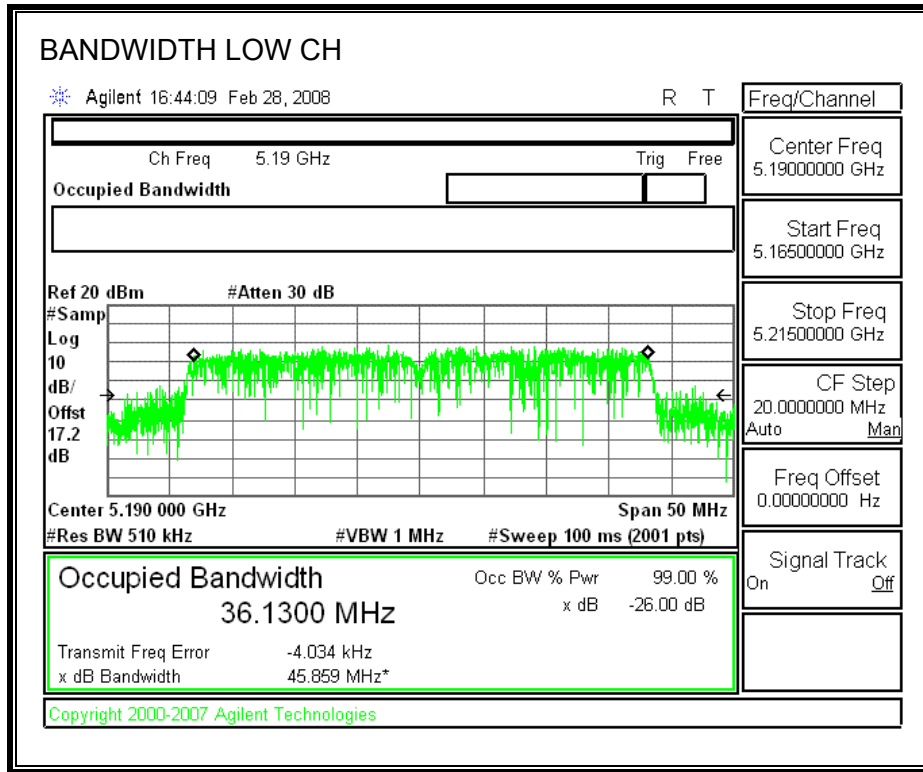 BANDWIDTH LOW CH
Agilent 16:44:09 Feb 28, 2008 R T
Ch Freq 5.19 GHz Trig Free
Occupied Bandwidth
Ref 20 dBm #Atten 30 dB
#Samp
Log
10
dB/
Offst
17.2
dB
Center 5.190 000 GHz Span 50 MHz
#Res BW 510 kHz #VBW 1 MHz #Sweep 100 ms (2001 pts)
Occupied Bandwidth Occ BW % Pwr 99.00 %
36.1300 MHz x dB -26.00 dB
Transmit Freq Error -4.034 kHz
x dB Bandwidth 45.859 MHz*
Copyright 2000-2007 Agilent Technologies
Freq/Channel
Center Freq
5.19000000 GHz
Start Freq
5.16500000 GHz
Stop Freq
5.21500000 GHz
CF Step
20.0000000 MHz
Auto Man
Freq Offset
0.00000000 Hz
Signal Track
On Off